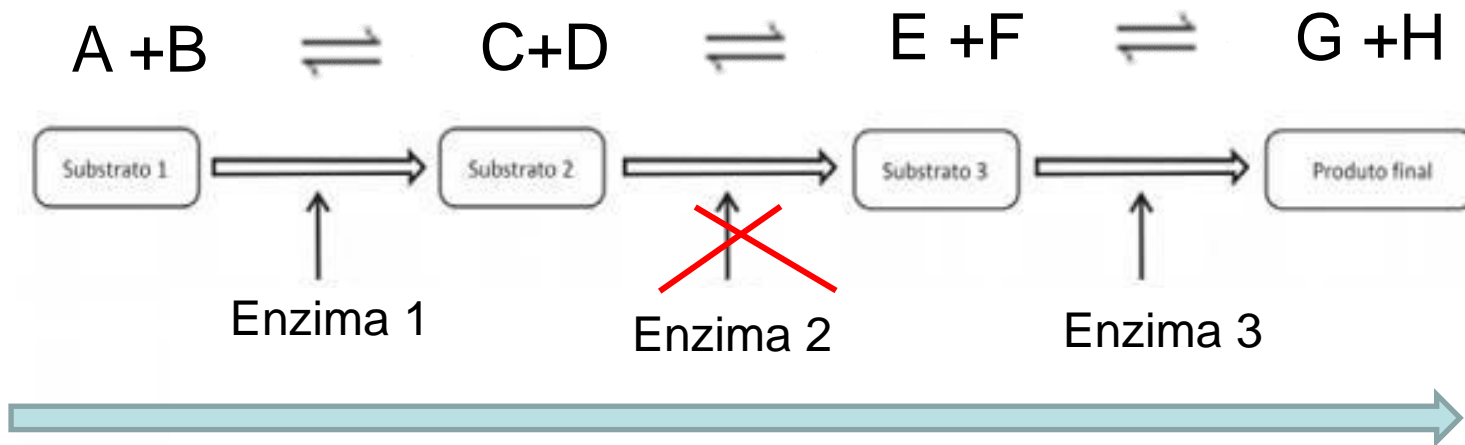 A +B ⇌ C+D ⇌ E +F ⇌ G +H
Substrato 1 Substrato 2 Substrato 3 Produto final
Enzima 1 Enzima 2 Enzima 3